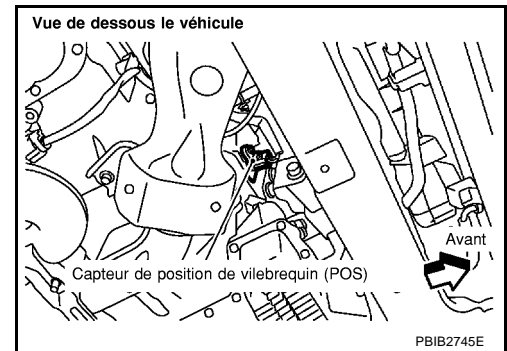 Vue de dessous le véhicule
Avant
Capteur de position de vilebrequin (POS)
PBIB2745E